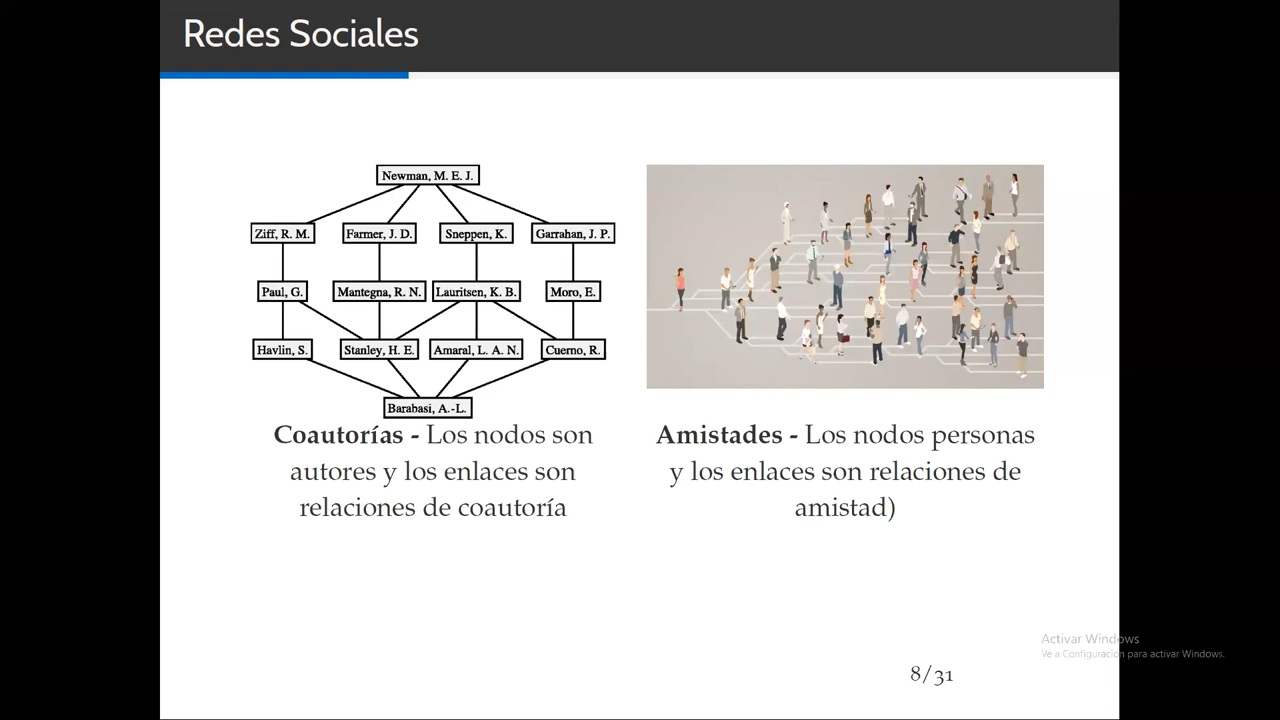 Redes Sociales
Newman, M. E. J.
Ziff, R. M.
Farmer, J. D.
Sneppen, K.
Garrahan, J. P.
Paul, G.
Mantegna, R. N.
Lauritsen, K. B.
Moro, E.
Havlin, S.
Stanley, H. E.
Amaral, L. A. N.
Cuerno, R.
Barabasi, A.-L.
Coautorías - Los nodos son
autores y los enlaces son
relaciones de coautoría
Amistades - Los nodos personas
y los enlaces son relaciones de
amistad)
Activar Windows
Ve a Configuración para activar Windows.
8/31